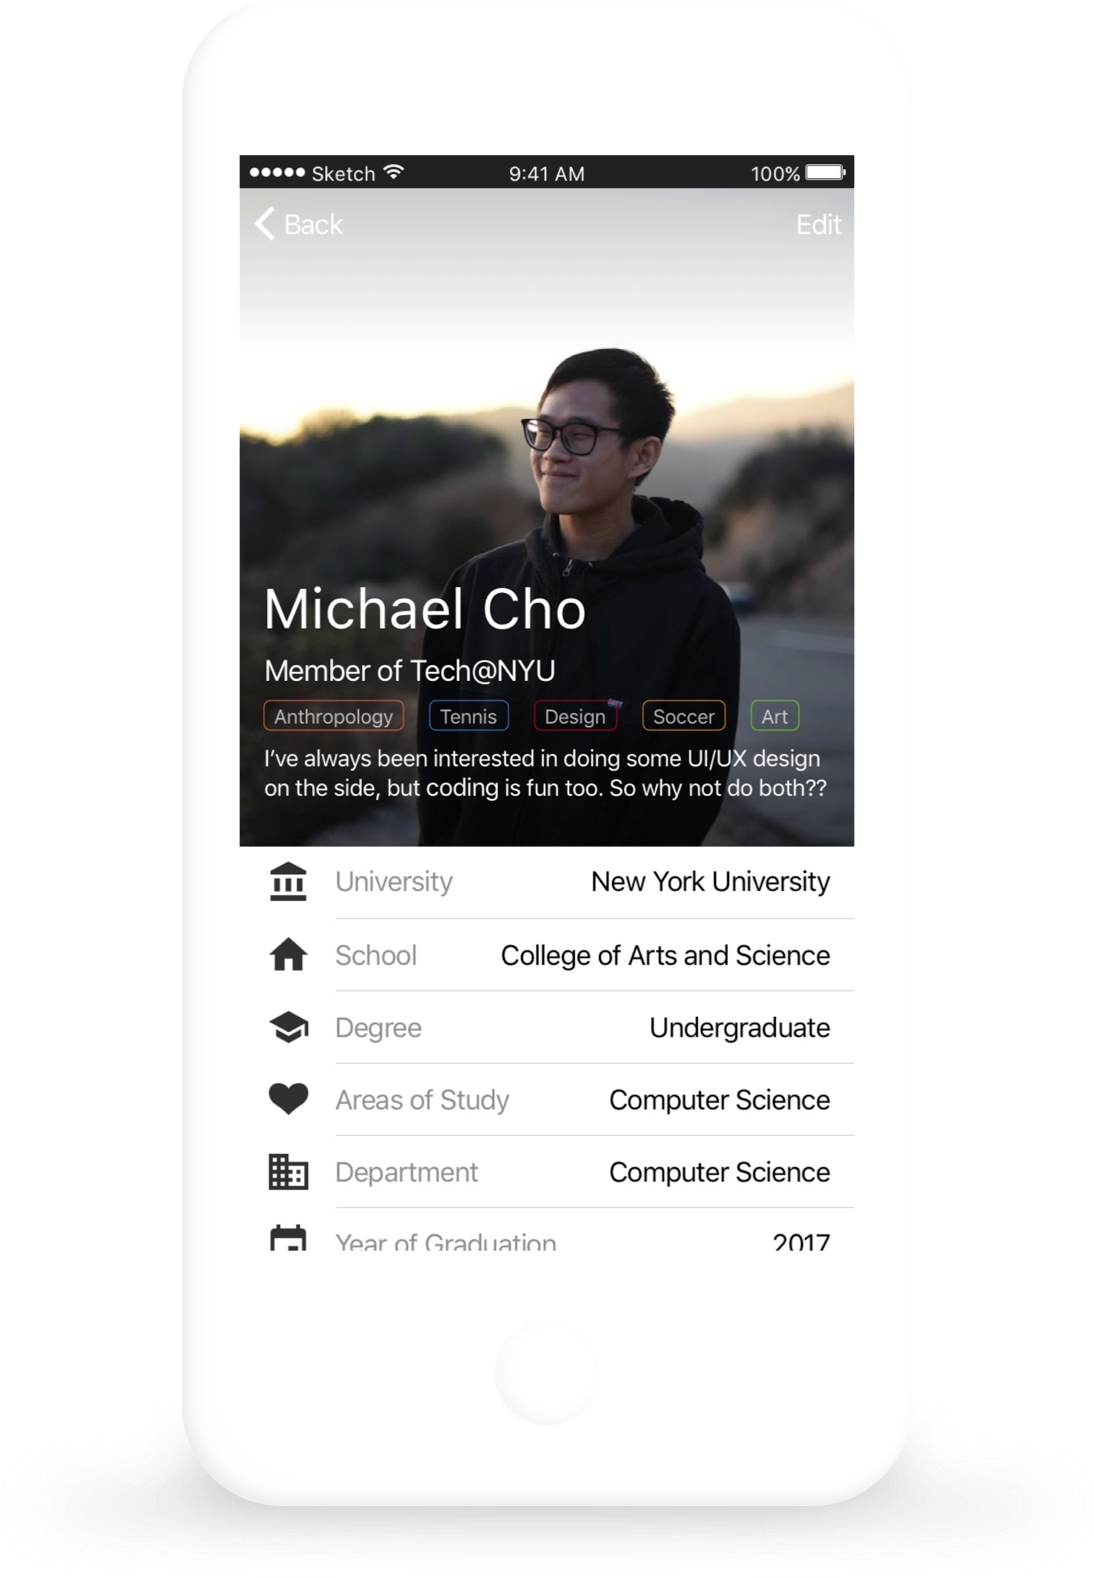 Sketch 9:41 AM 100%
Back Edit
Michael Cho
Member of Tech@NYU
Anthropology Tennis Design Soccer Art
I've always been interested in doing some UI/UX design
on the side, but coding is fun too. So why not do both??
University New York University
School College of Arts and Science
Degree Undergraduate
Areas of Study Computer Science
Department Computer Science
Year of Graduation 2017